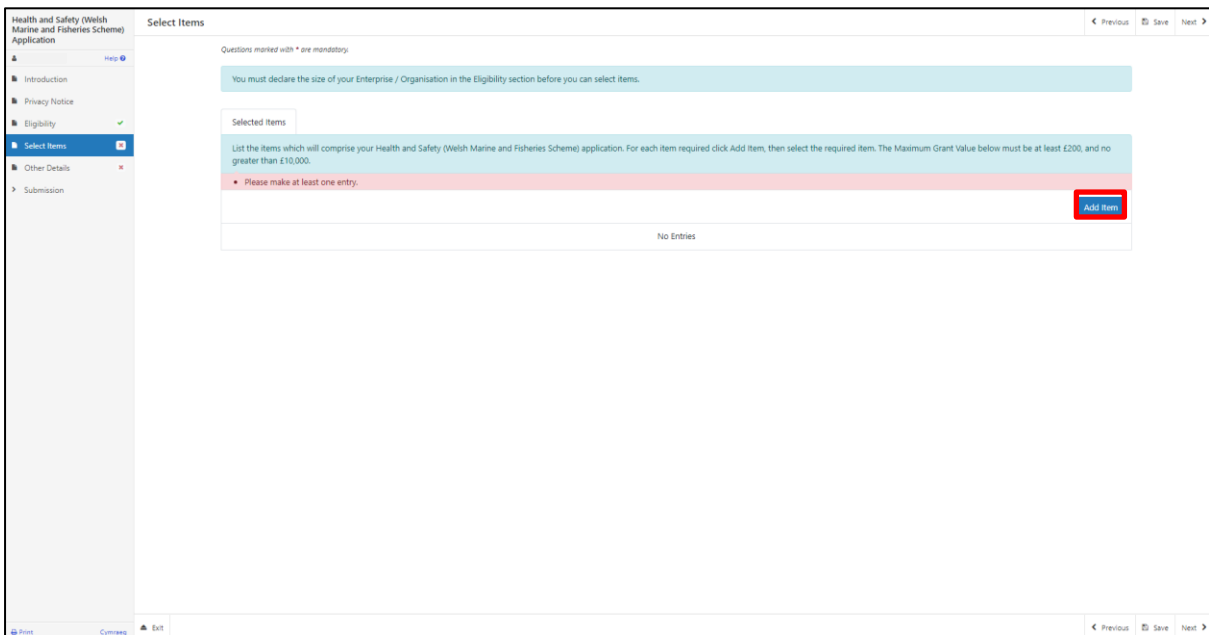 Health and Safety (Welsh
Marine and Fisheries Scheme)
Application
Help
Introduction
Privacy Notice
Eligibility
Select Items
Other Details
Submission
Print
Cymraeg
Select Items
Previous
Save
Next
Questions marked with * are mandatory.
You must declare the size of your Enterprise / Organisation in the Eligibility section before you can select items.
Selected Items
List the items which will comprise your Health and Safety (Welsh Marine and Fisheries Scheme) application. For each item required click Add Item, then select the required item. The Maximum Grant Value below must be at least £200, and no
greater than £10,000.
Please make at least one entry.
Add Item
No Entries
Exit
Previous
Save
Next